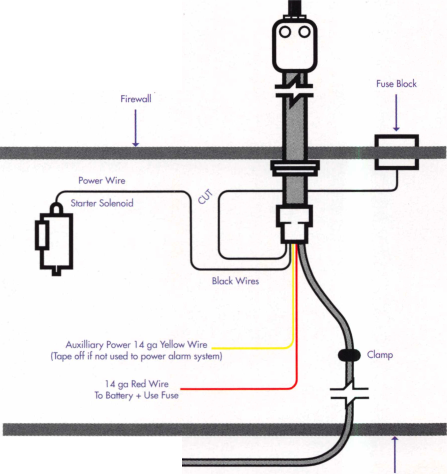 Fuse Block
Firewall
Power Wire
Starter Solenoid
CUT
Black Wires
Auxilliary Power 14 ga Yellow Wire
(Tape off if not used to power alarm system)
Clamp
14 ga Red Wire
To Battery + Use Fuse